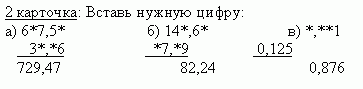 2 карточка: Вставь нужную цифру:
а) 6*7,5* б) 14*,6* в) *,**1
3*,*6 *7,*9 0,125
729,47 82,24 0,876